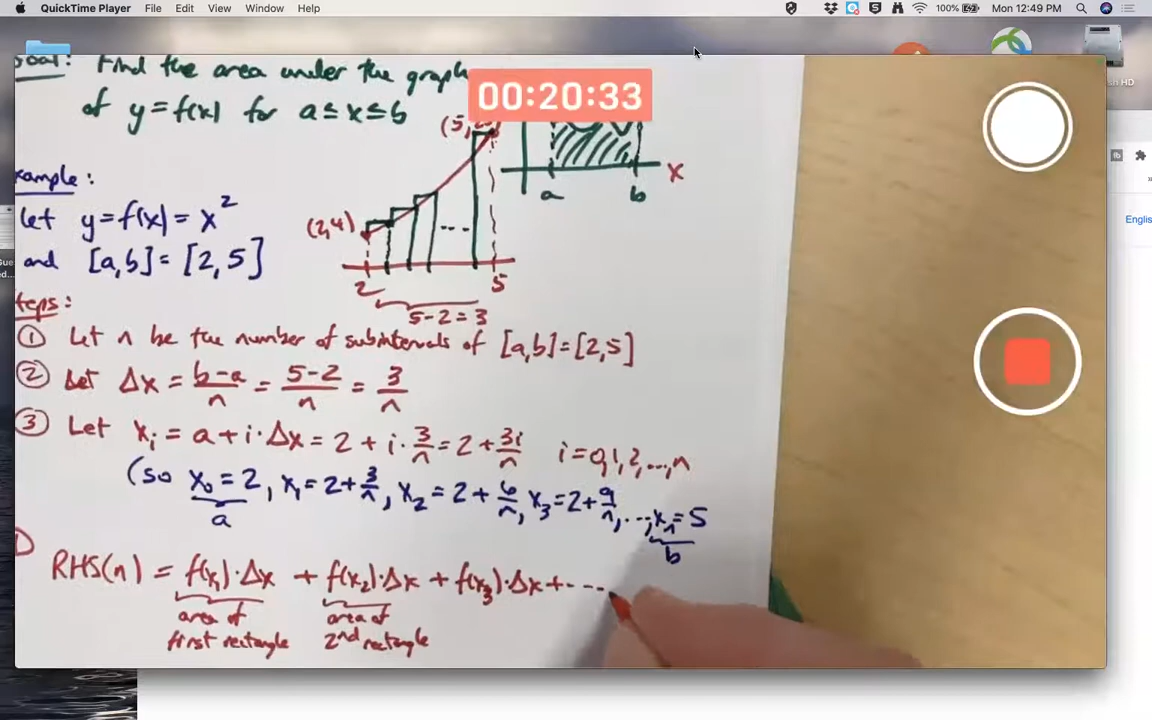 QuickTime Player File Edit View Window Help
100% Mon 12:49 PM
00:20:33
Find the area under the graph
of y=f(x) for a≤x≤b
(5,
x
a b
xample:
let y=f(x)=x²
and [a,b]=[2,5]
(2,4)
---
2 5
5-2=3
teps:
① Let n be the number of subintervals of [a,b]=[2,5]
② Let Δx = b-a/n = 5-2/n = 3/n
③ Let xᵢ = a+i·Δx = 2+i·3/n = 2+3i/n i=0,1,2,...,n
(so x₀=2, x₁=2+3/n, x₂=2+6/n, x₃=2+9/n, ..., xₙ=5
a b
RHS(n) = f(x₁)·Δx + f(x₂)·Δx + f(x₃)·Δx + ----
area of first rectangle
area of 2nd rectangle
HD
Englis